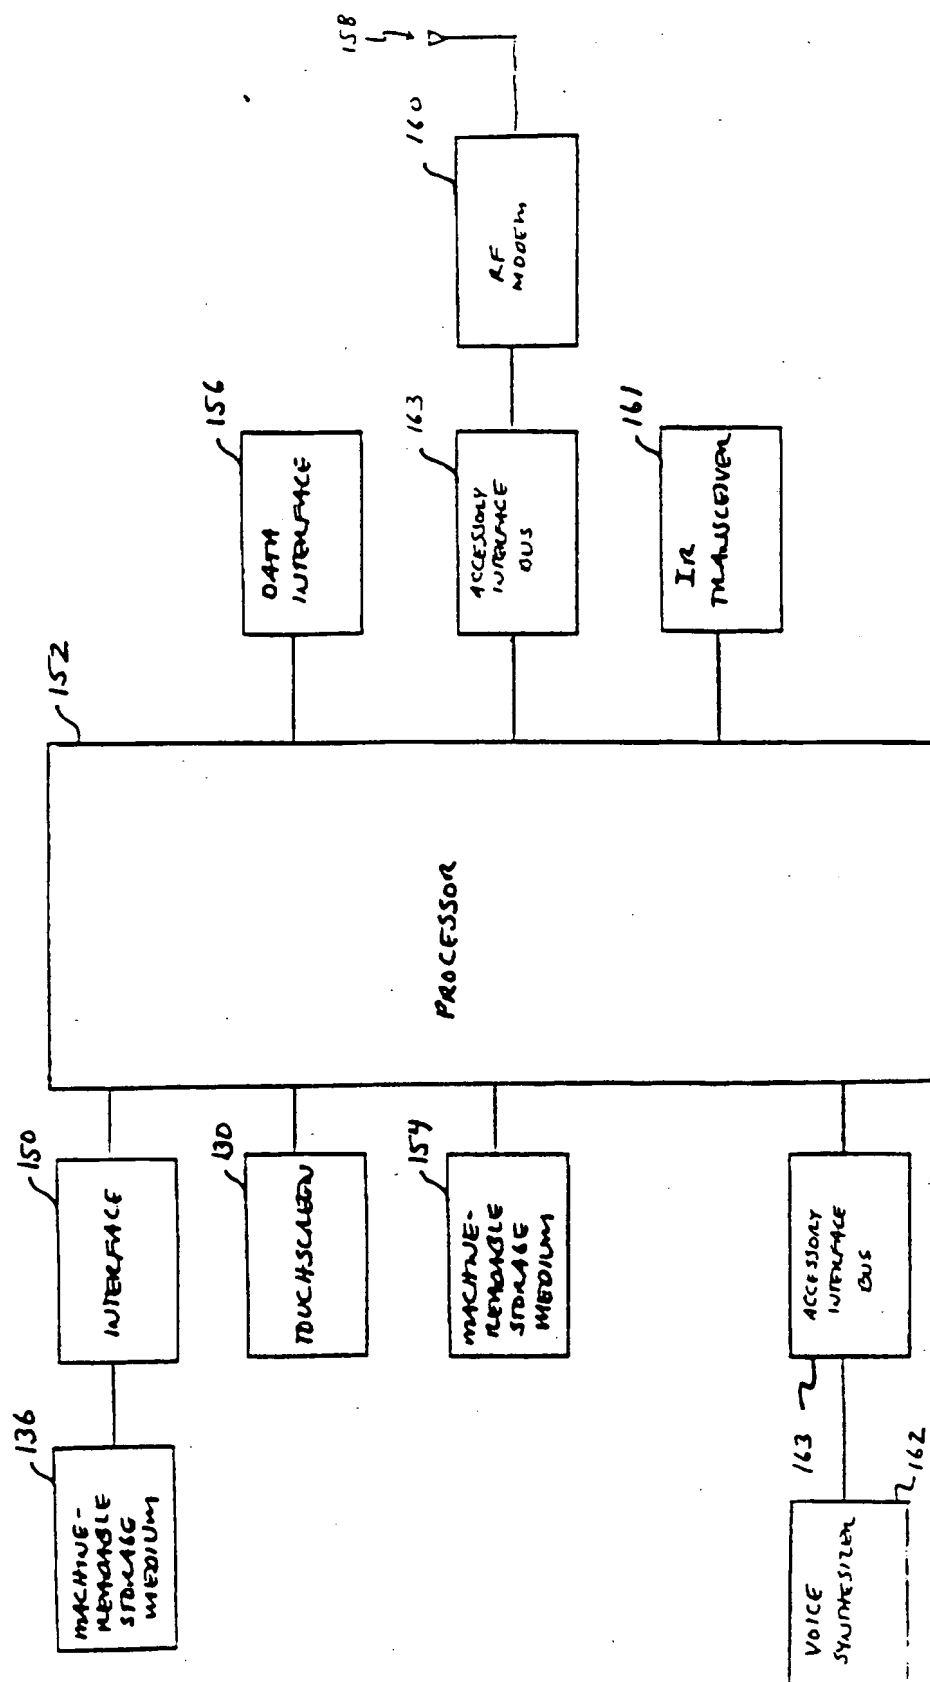 136
MACHINE-
READABLE
STORAGE
MEDIUM
150
INTERFACE
130
TOUCHSCREEN
154
MACHINE-
READABLE
STORAGE
MEDIUM
162
VOICE
SYNTHESIZER
163
ACCESSORY
INTERFACE
BUS
152
PROCESSOR
156
DATA
INTERFACE
163
ACCESSORY
INTERFACE
BUS
161
IR
TRANSCEIVER
160
RF
MODEM
158